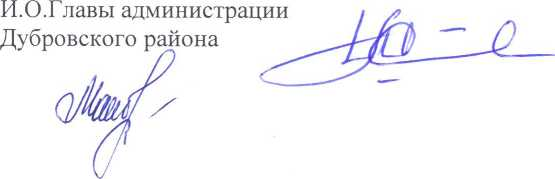 И.О.Главы администрации
Дубровского района